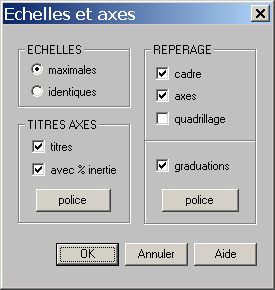 Echelles et axes
ECHELLES
maximales
identiques
TITRES AXES
titres
avec % inertie
police
REPERAGE
cadre
axes
quadrillage
graduations
police
OK
Annuler
Aide